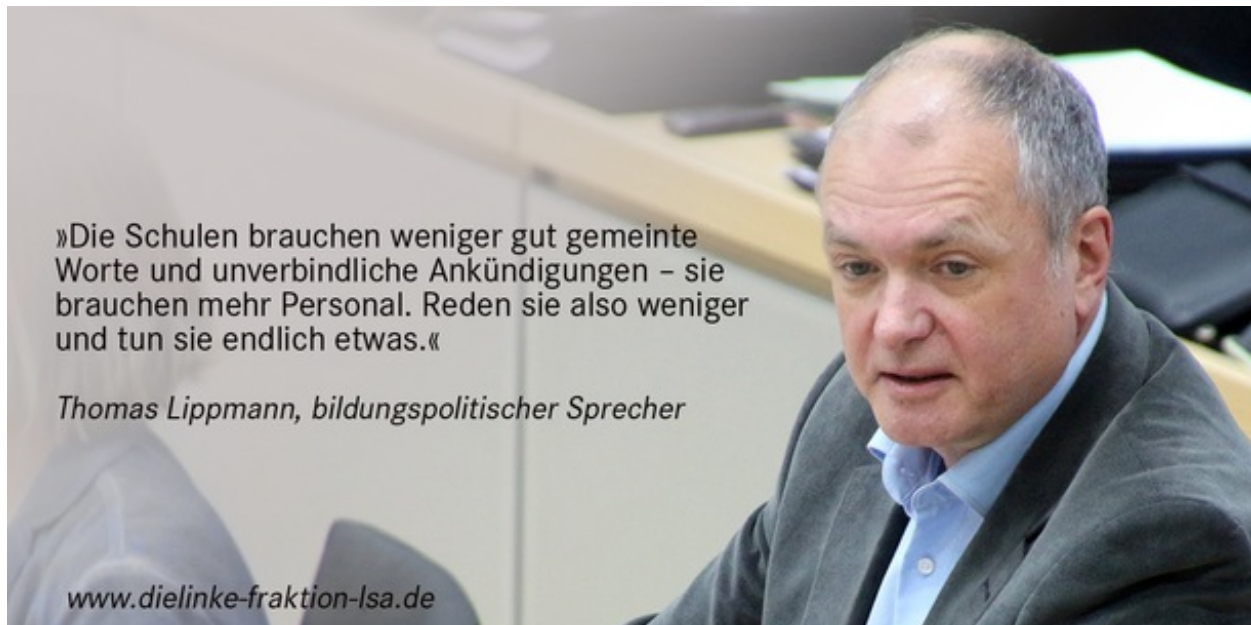 »Die Schulen brauchen weniger gut gemeinte
Worte und unverbindliche Ankündigungen – sie
brauchen mehr Personal. Reden sie also weniger
und tun sie endlich etwas.«
Thomas Lippmann, bildungspolitischer Sprecher
www.dielinke-fraktion-lsa.de